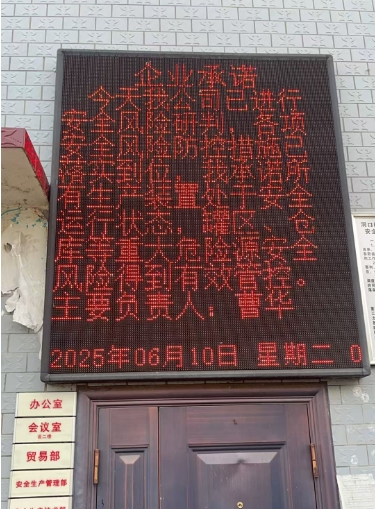 企业承诺
今天我公司已进行
安全风险研判，各项
安全风险防控措施已
落实到位，我承诺所
有生产装置处于安全
运行状态，罐区、仓
库等重大危险源安全
风险得到有效管控。
主要负责人：曹华
2025年06月10日 星期二 0
办公室
会议室
贸易部
安全生产管理部